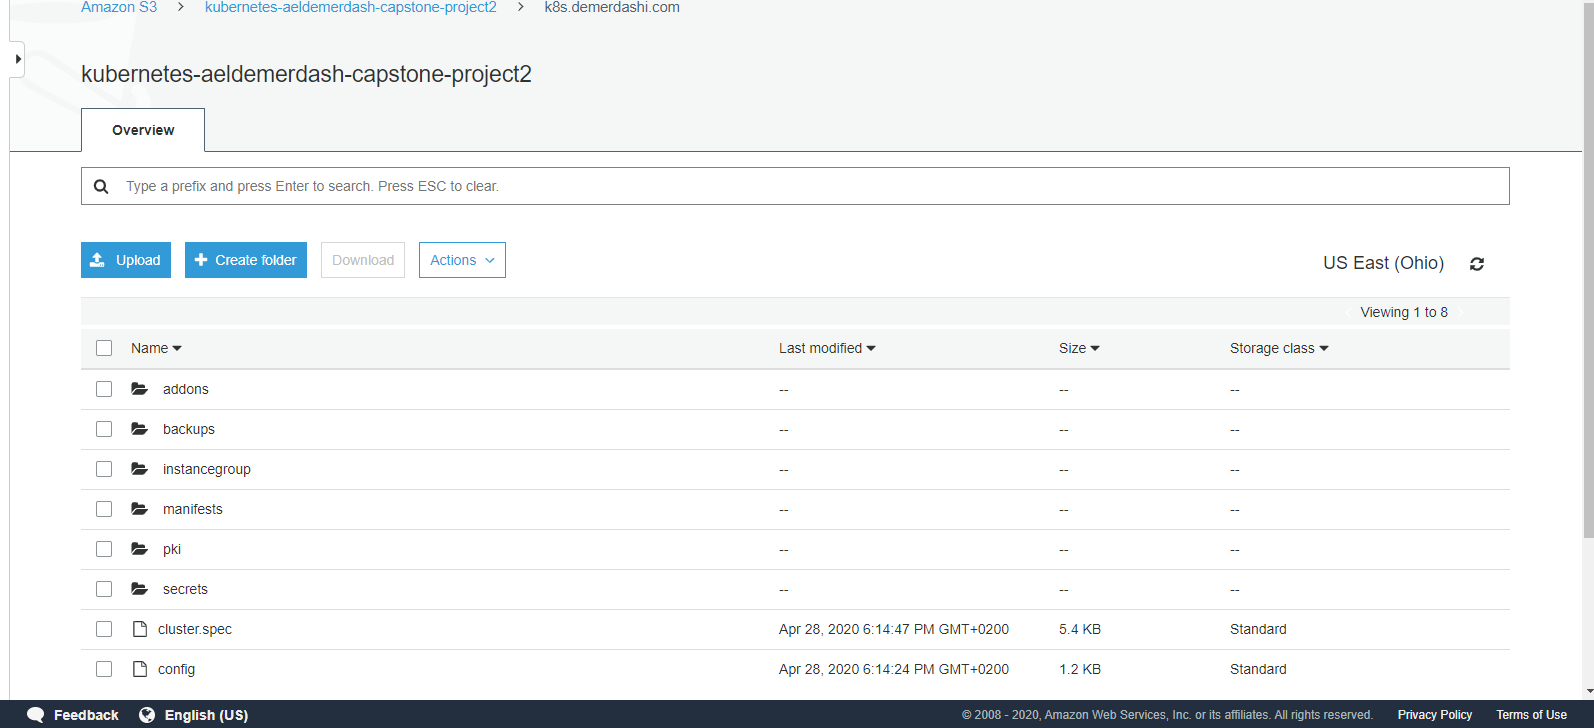 Amazon S3 > kubernetes-aeldemerdash-capstone-project2 > k8s.demerdashi.com
kubernetes-aeldemerdash-capstone-project2
Overview
Type a prefix and press Enter to search. Press ESC to clear.
Upload Create folder Download Actions US East (Ohio)
Viewing 1 to 8
Name Last modified Size Storage class
addons -- -- --
backups -- -- --
instancegroup -- -- --
manifests -- -- --
pki -- -- --
secrets -- -- --
cluster.spec Apr 28, 2020 6:14:47 PM GMT+0200 5.4 KB Standard
config Apr 28, 2020 6:14:24 PM GMT+0200 1.2 KB Standard
Feedback English (US) © 2008 - 2020, Amazon Web Services, Inc. or its affiliates. All rights reserved. Privacy Policy Terms of Use